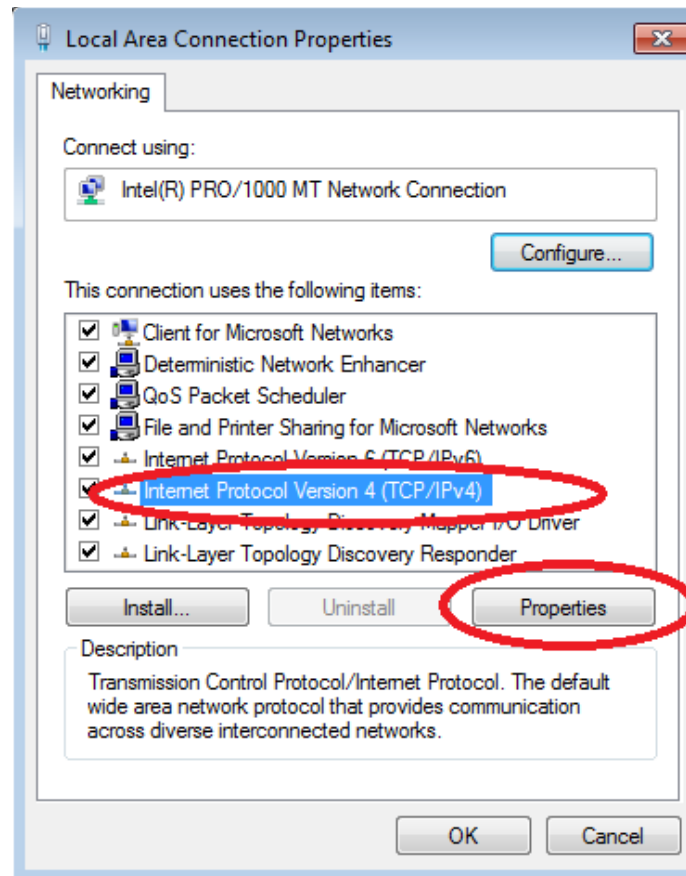 Local Area Connection Properties
Networking
Connect using:
Intel(R) PRO/1000 MT Network Connection
Configure...
This connection uses the following items:
Client for Microsoft Networks
Deterministic Network Enhancer
QoS Packet Scheduler
File and Printer Sharing for Microsoft Networks
Internet Protocol Version 6 (TCP/IPv6)
Internet Protocol Version 4 (TCP/IPv4)
Link-Layer Topology Discovery Mapper I/O Driver
Link-Layer Topology Discovery Responder
Install... Uninstall Properties
Description
Transmission Control Protocol/Internet Protocol. The default
wide area network protocol that provides communication
across diverse interconnected networks.
OK Cancel